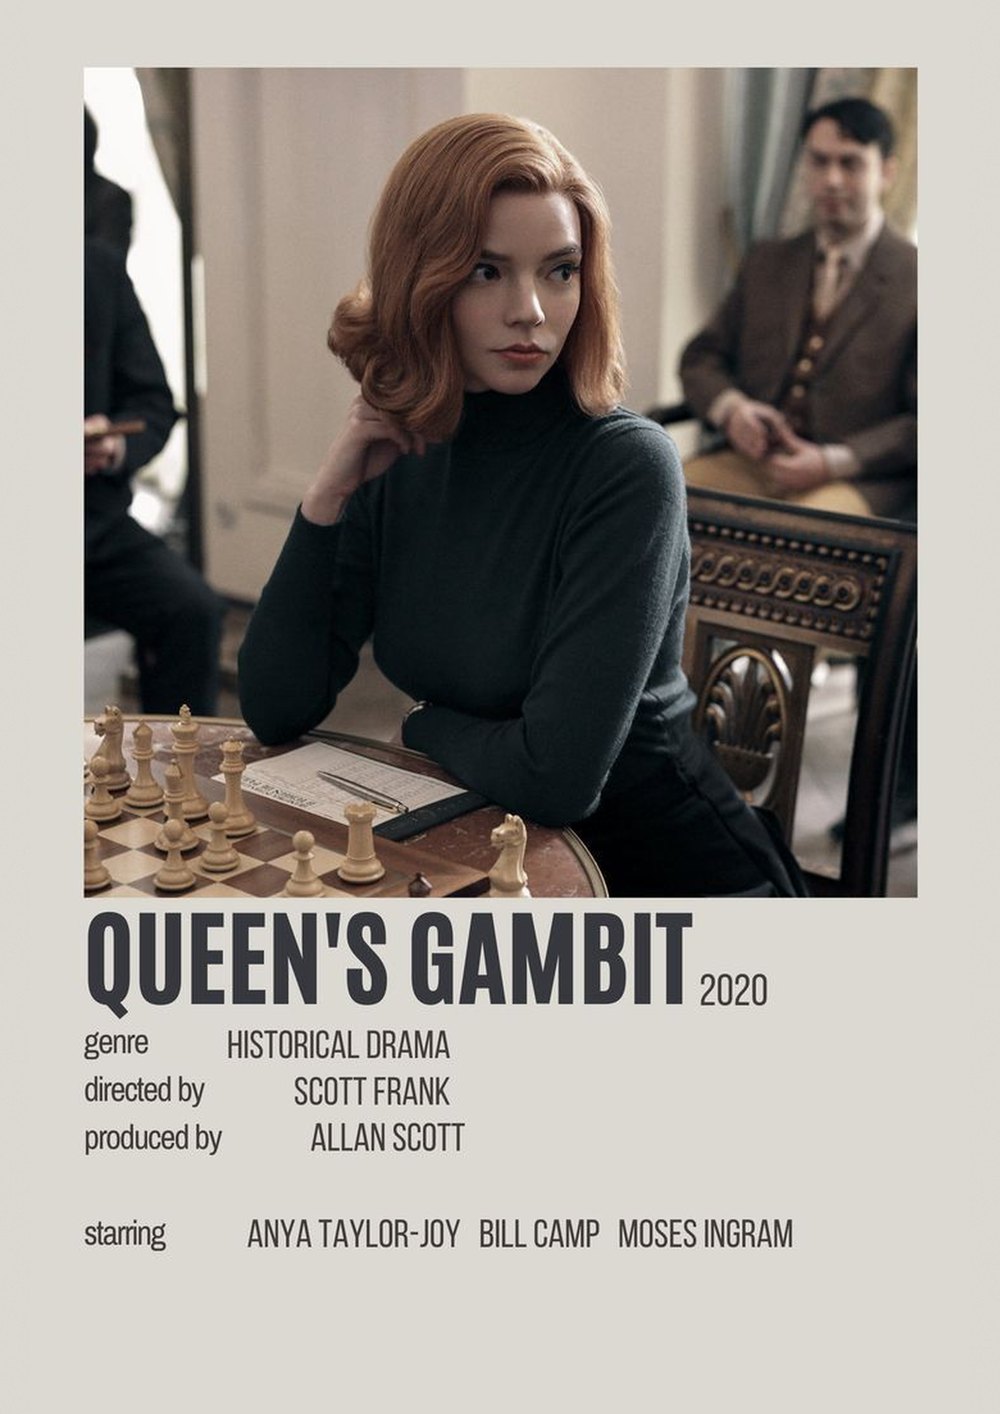 QUEEN'S GAMBIT 2020
genre HISTORICAL DRAMA
directed by SCOTT FRANK
produced by ALLAN SCOTT
starring ANYA TAYLOR-JOY BILL CAMP MOSES INGRAM